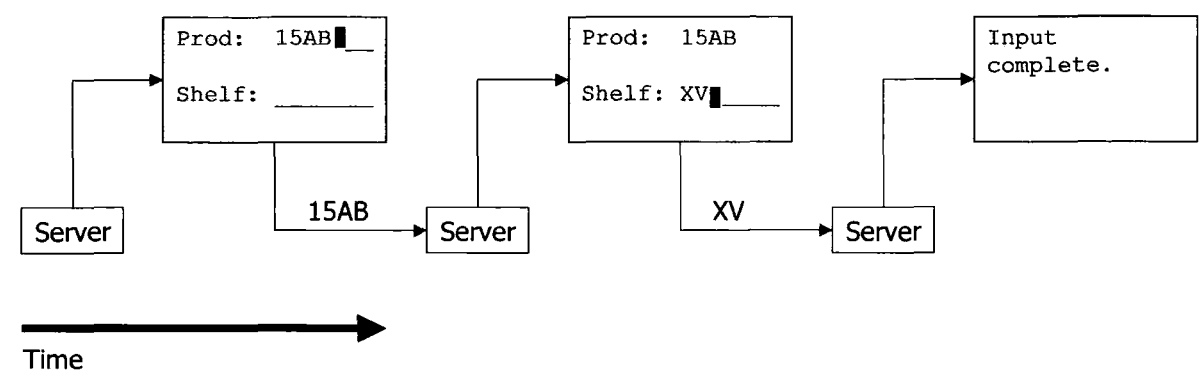 Prod: 15AB
Shelf:
Prod: 15AB
Shelf: XV
Input
complete.
15AB
XV
Server
Server
Server
Time